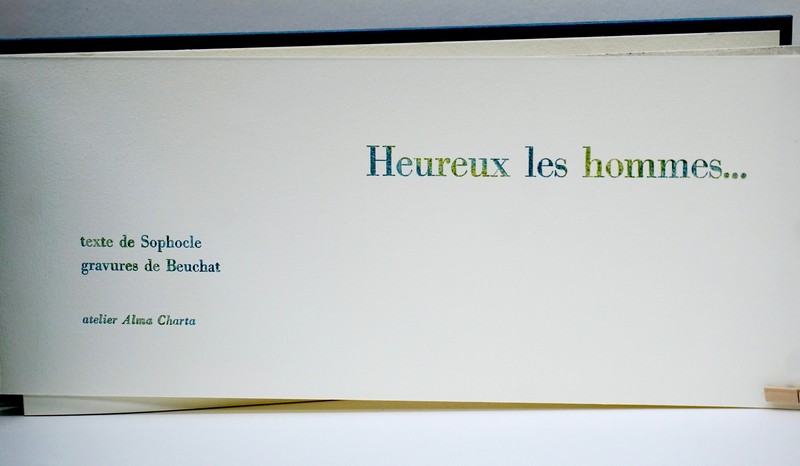 Heureux les hommes...
texte de Sophocle
gravures de Beuchat
atelier Alma Charta